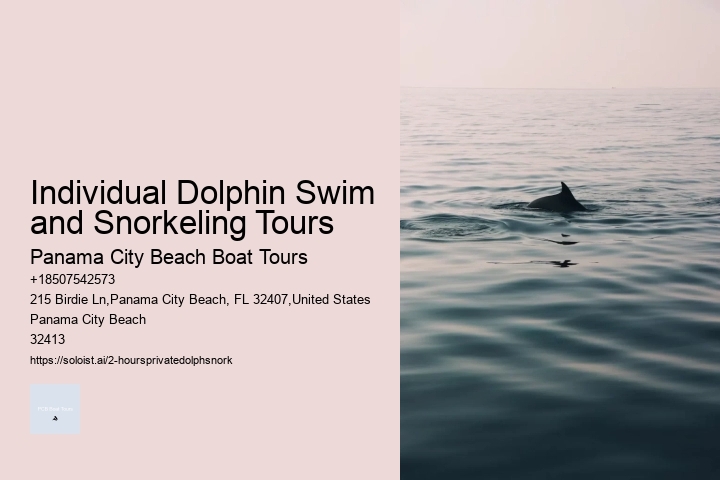 Individual Dolphin Swim
and Snorkeling Tours
Panama City Beach Boat Tours
+18507542573
215 Birdie Ln,Panama City Beach, FL 32407,United States
Panama City Beach
32413
https://soloist.ai/2-hoursprivatedolphsnork